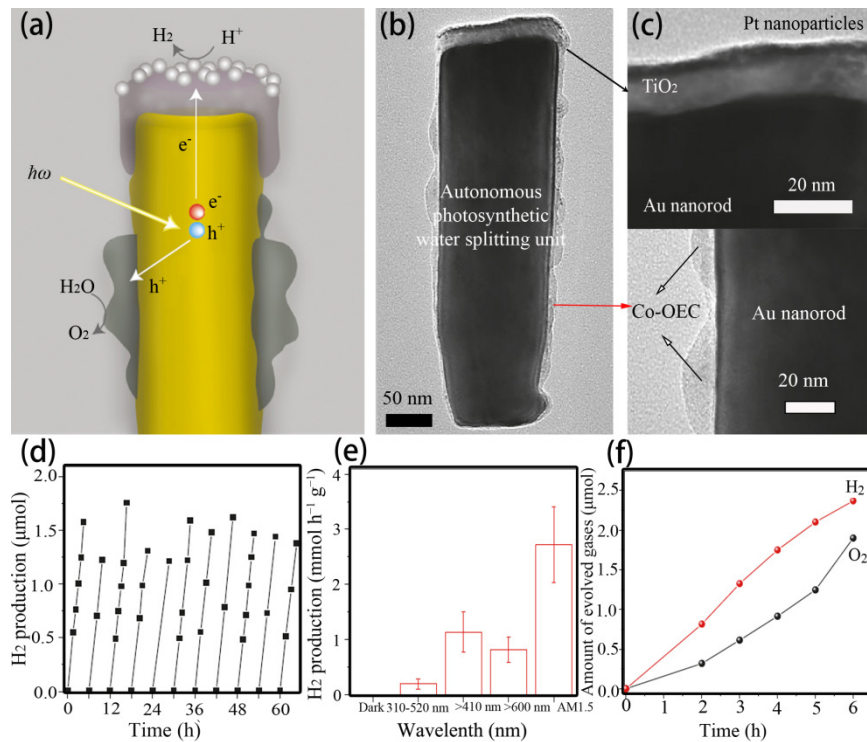 (a)
H₂
H⁺
e⁻
hω
e⁻
h⁺
h⁺
H₂O
O₂
(b)
Autonomous
photosynthetic
water splitting unit
50 nm
(c)
Pt nanoparticles
TiO₂
20 nm
Au nanorod
Co-OEC
Au nanorod
20 nm
(d)
2.0
1.5
1.0
0.5
0.0
H₂ production (μmol)
0 12 24 36 48 60
Time (h)
(e)
4
3
2
1
0
H₂ production (mmol h⁻¹ g⁻¹)
Dark 310-520 nm >410 nm >600 nm AM1.5
Wavelenth (nm)
(f)
H₂
O₂
2.5
2.0
1.5
1.0
0.5
0.0
Amount of evolved gases (μmol)
0 1 2 3 4 5 6
Time (h)